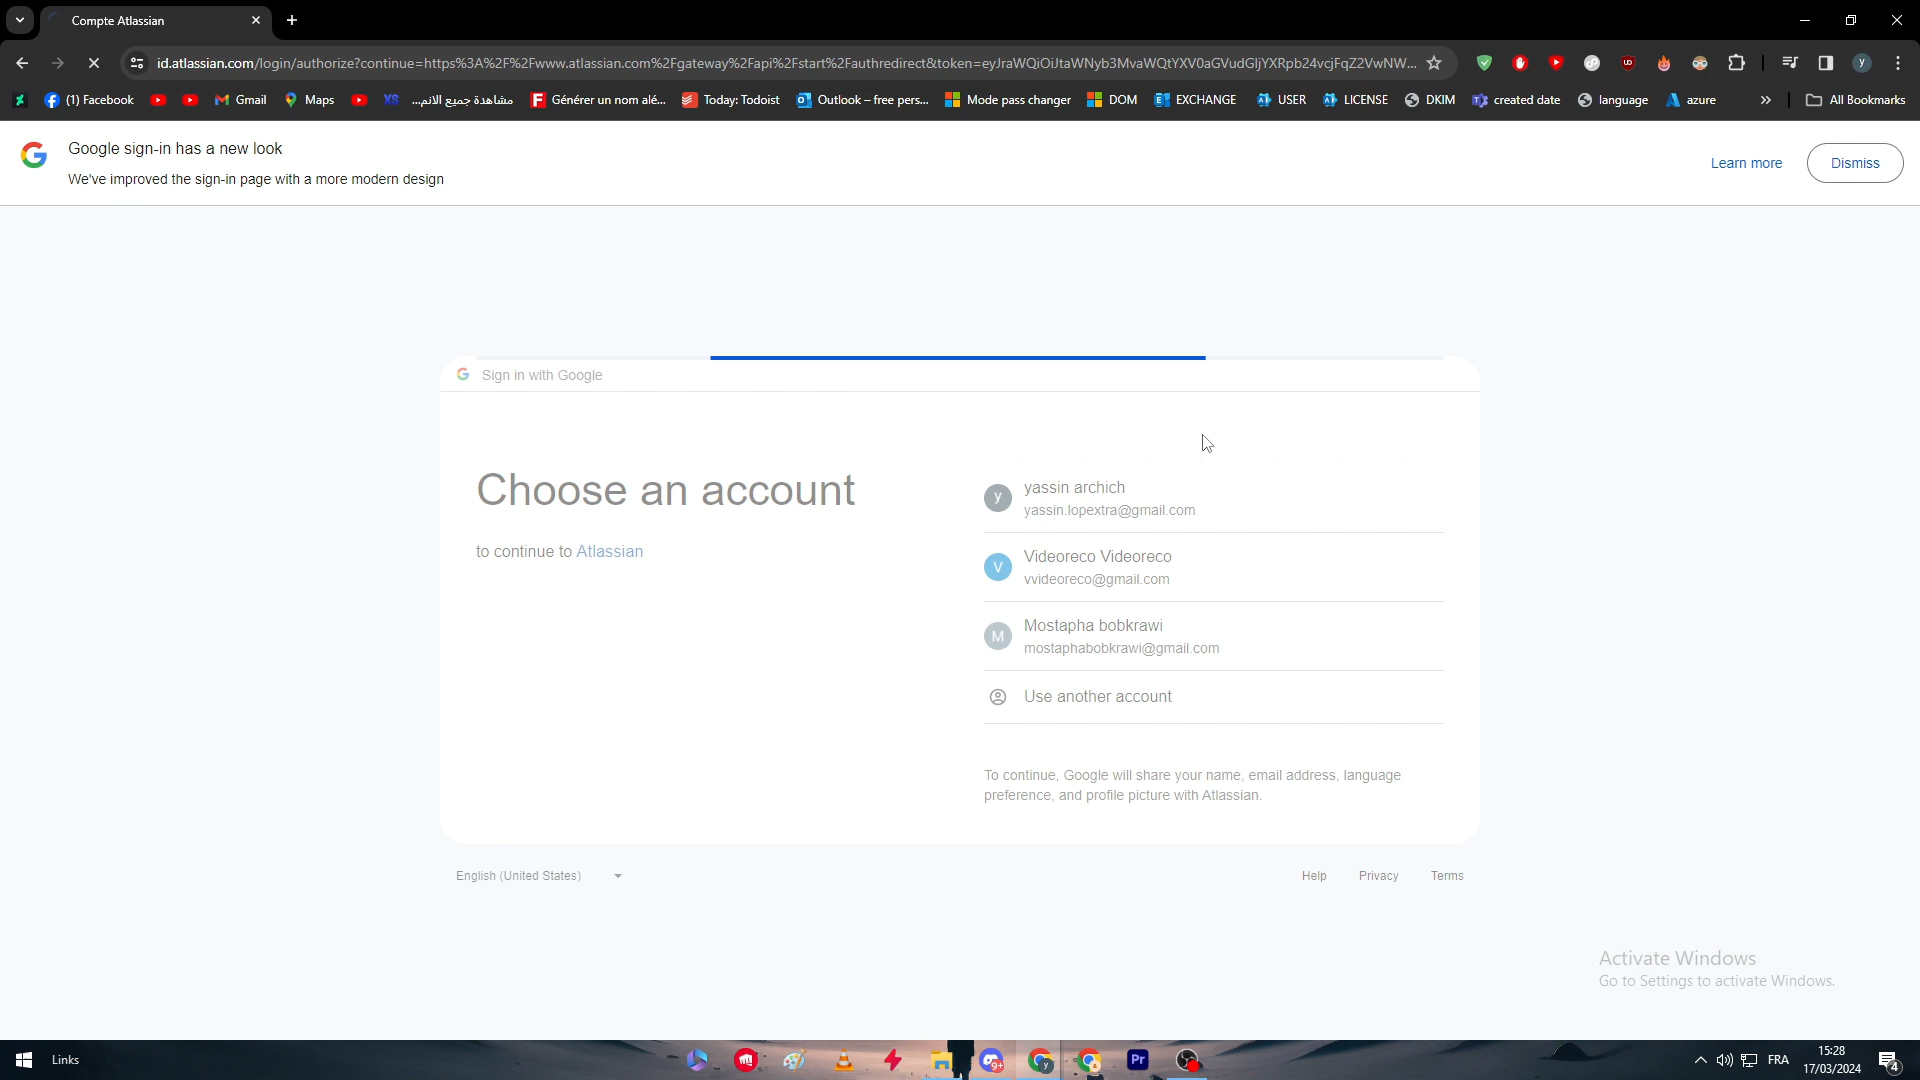 Compte Atlassian
id.atlassian.com/login/authorize?continue=https%3A%2F%2Fwww.atlassian.com%2Fgateway%2Fapi%2Fstart%2Fauthredirect&token=eyJraWQiOiJtaWNyb3MvaWQtYXV0aGVudGljYXRpb24vcjFqZ2VwNW...
(1) Facebook
Gmail
Maps
XS
مشاهدة جميع الانم...
Générer un nom alé...
Today: Todoist
Outlook – free pers...
Mode pass changer
DOM
EXCHANGE
USER
LICENSE
DKIM
created date
language
azure
»
All Bookmarks
Google sign-in has a new look
We've improved the sign-in page with a more modern design
Learn more
Dismiss
Sign in with Google
Choose an account
to continue to Atlassian
y
yassin archich
yassin.lopextra@gmail.com
V
Videoreco Videoreco
vvideoreco@gmail.com
M
Mostapha bobkrawi
mostaphabobkrawi@gmail.com
Use another account
To continue, Google will share your name, email address, language
preference, and profile picture with Atlassian.
English (United States)
Help
Privacy
Terms
Activate Windows
Go to Settings to activate Windows.
Links
9+
Pr
FRA
15:28
17/03/2024
4